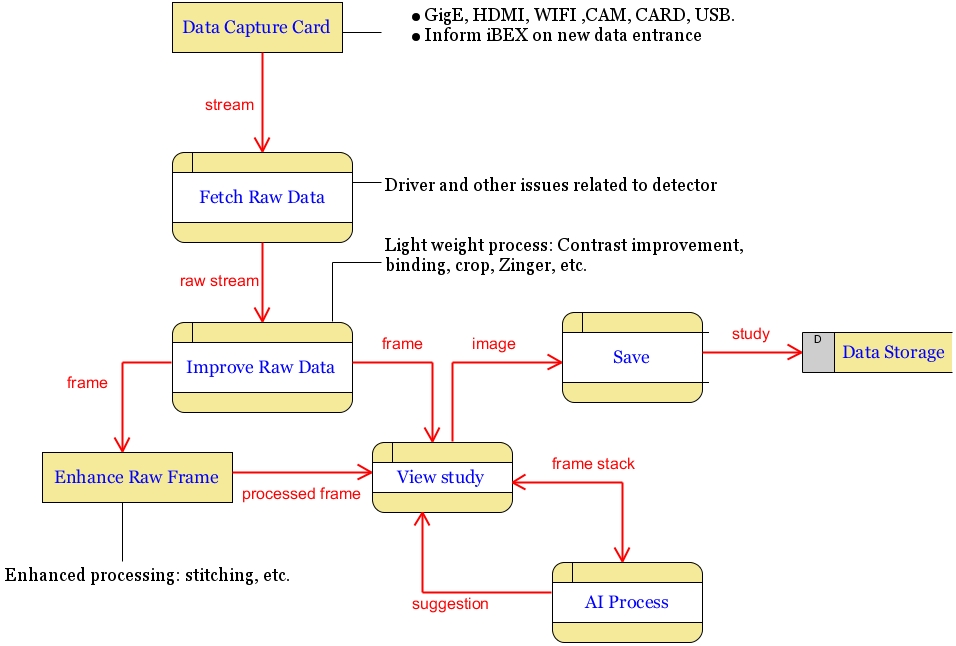 Data Capture Card
● GigE, HDMI, WIFI ,CAM, CARD, USB.
● Inform iBEX on new data entrance
stream
Fetch Raw Data
Driver and other issues related to detector
raw stream
Light weight process: Contrast improvement,
binding, crop, Zinger, etc.
Improve Raw Data
frame
frame
image
Save
study
D
Data Storage
Enhance Raw Frame
processed frame
View study
frame stack
Enhanced processing: stitching, etc.
suggestion
AI Process